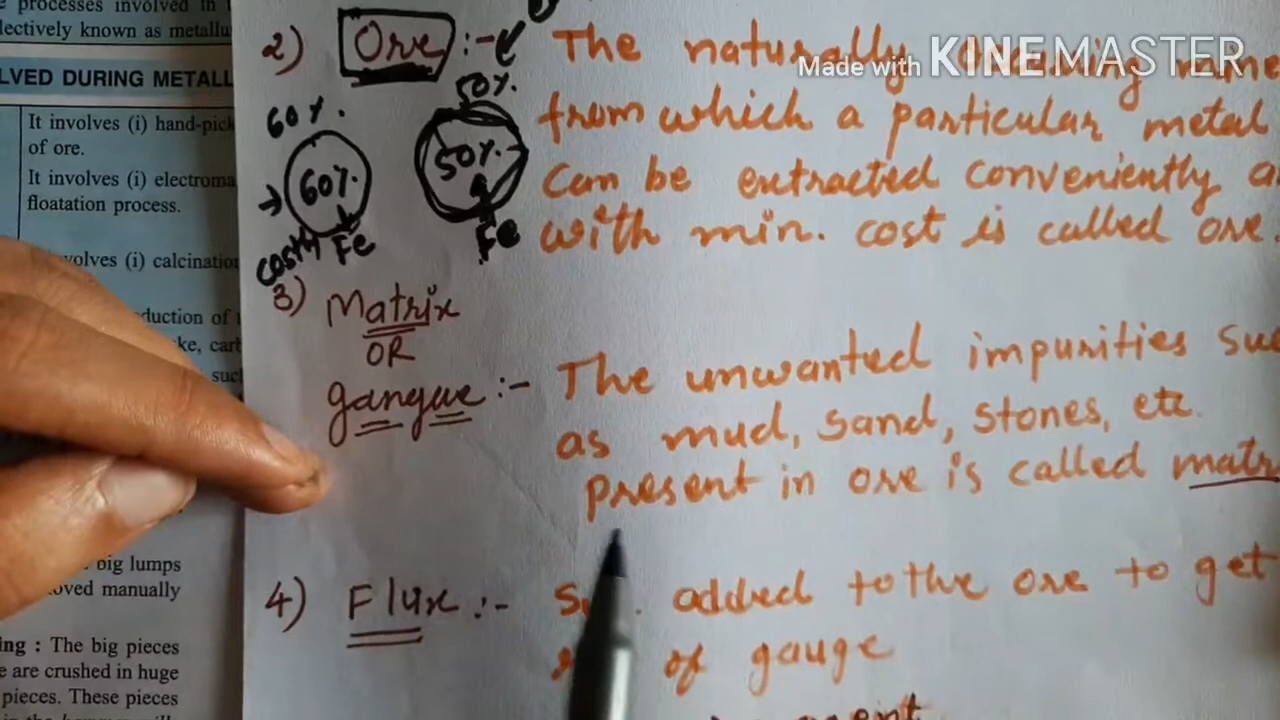 e processes involved in
lectively known as metallu
LVED DURING METALL
It involves (i) hand-pick
of ore.
It involves (i) electroma
floatation process.
volves (i) calcination
duction of
ke, cart
suc
big lumps
oved manually
ing : The big pieces
e are crushed in huge
pieces. These pieces
Made with KINEMASTER
2) Ore :- The naturally occuring mine
from which a particular metal
can be extracted conveniently a
with min. cost is called ore.
60%.
60%.
cost↑ Fe
50%.
50%.
Fe
3) Matrix
OR
gangue :- The unwanted impurities suc
as mud, sand, stones, etc
present in ore is called matr
4) Flux :- added to the ore to get
of gauge